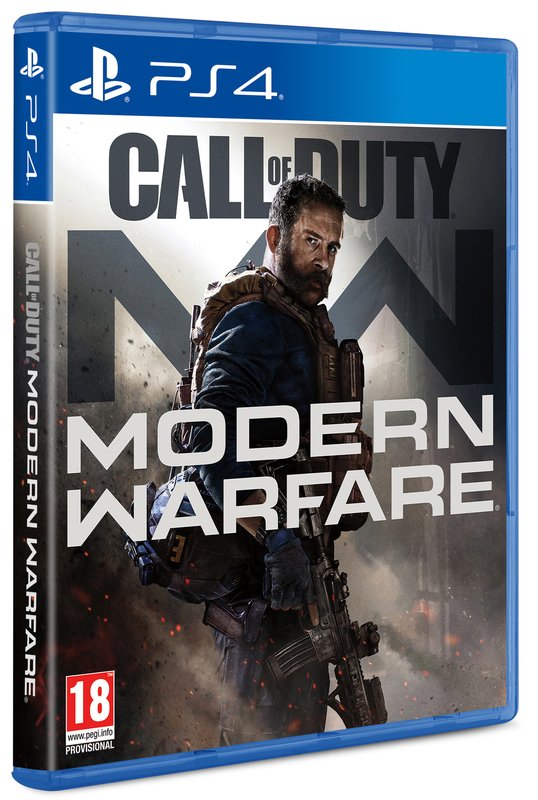 PS4
PS4
CALL OF DUTY
MODERN
WARFARE
CALL OF DUTY MODERN WARFARE
18
www.pegi.info
PROVISIONAL